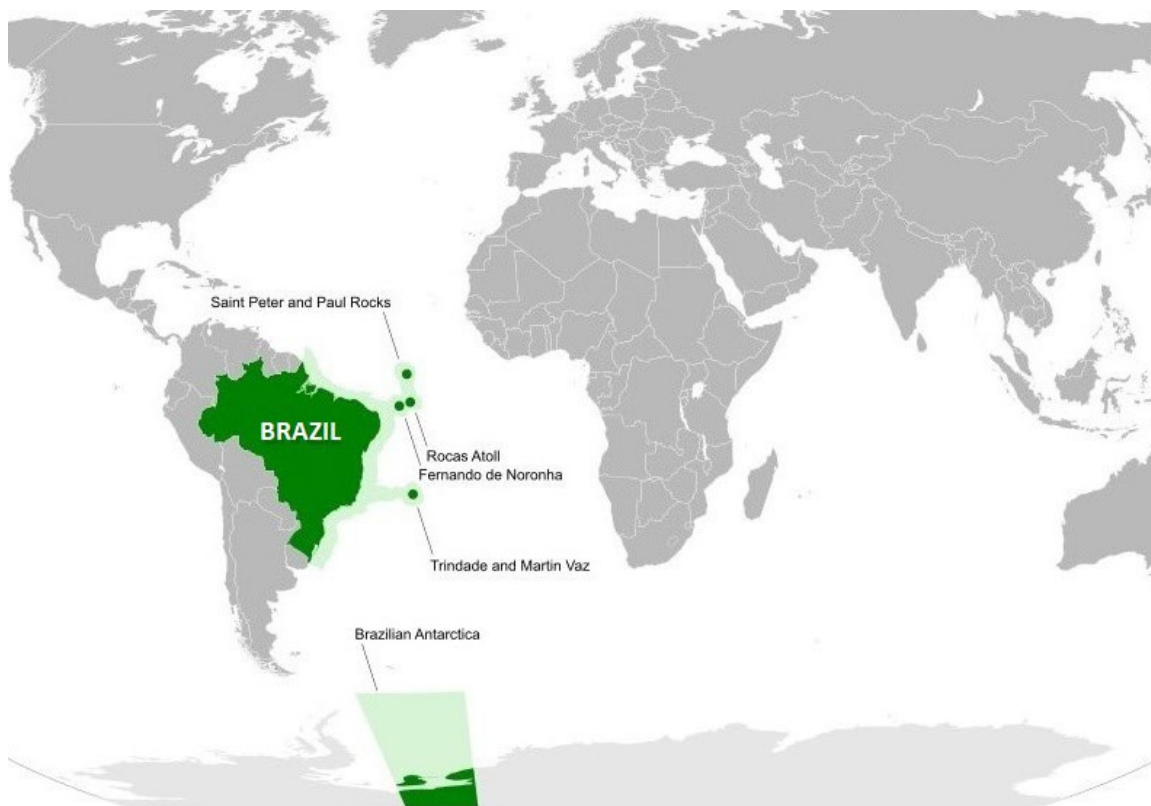 Saint Peter and Paul Rocks
BRAZIL
Rocas Atoll
Fernando de Noronha
Trindade and Martin Vaz
Brazilian Antarctica